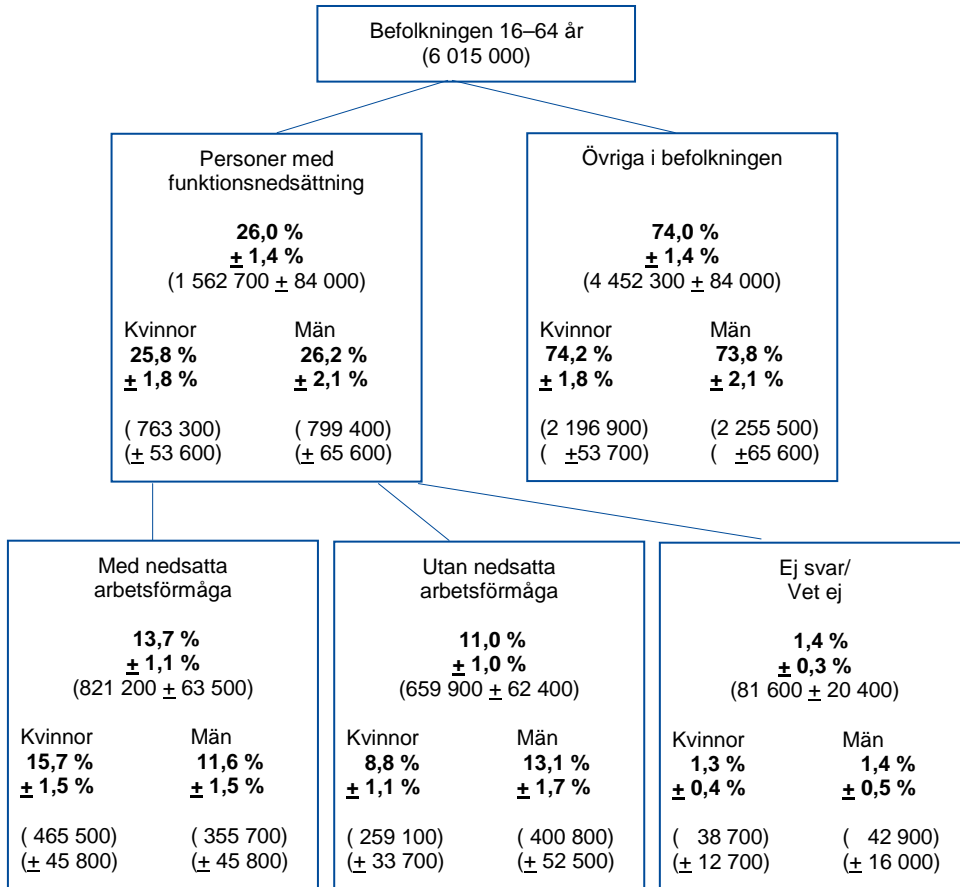 Befolkningen 16–64 år
(6 015 000)
Personer med
funktionsnedsättning
26,0 %
± 1,4 %
(1 562 700 ± 84 000)
Kvinnor Män
25,8 % 26,2 %
± 1,8 % ± 2,1 %
( 763 300) ( 799 400)
(± 53 600) (± 65 600)
Övriga i befolkningen
74,0 %
± 1,4 %
(4 452 300 ± 84 000)
Kvinnor Män
74,2 % 73,8 %
± 1,8 % ± 2,1 %
(2 196 900) (2 255 500)
( ±53 700) ( ±65 600)
Med nedsatta
arbetsförmåga
13,7 %
± 1,1 %
(821 200 ± 63 500)
Kvinnor Män
15,7 % 11,6 %
± 1,5 % ± 1,5 %
( 465 500) ( 355 700)
(± 45 800) (± 45 800)
Utan nedsatta
arbetsförmåga
11,0 %
± 1,0 %
(659 900 ± 62 400)
Kvinnor Män
8,8 % 13,1 %
± 1,1 % ± 1,7 %
( 259 100) ( 400 800)
(± 33 700) (± 52 500)
Ej svar/
Vet ej
1,4 %
± 0,3 %
(81 600 ± 20 400)
Kvinnor Män
1,3 % 1,4 %
± 0,4 % ± 0,5 %
( 38 700) ( 42 900)
(± 12 700) (± 16 000)